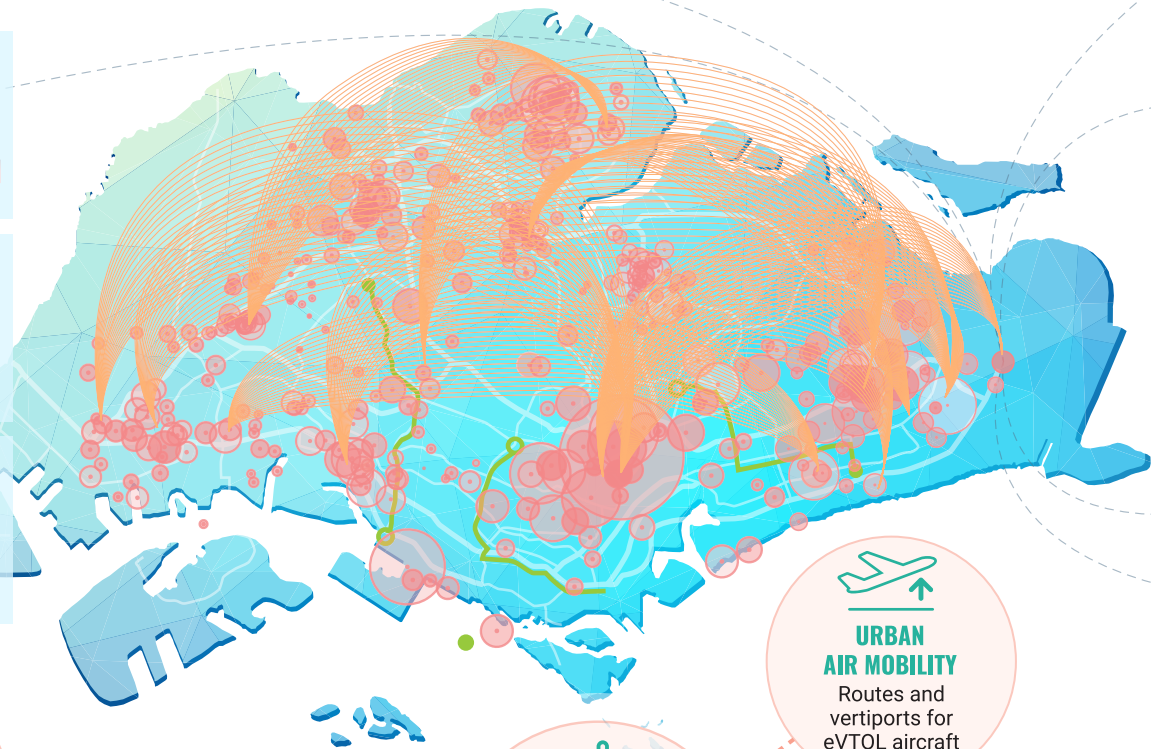 URBAN
AIR MOBILITY
Routes and
vertiports for
eVTOL aircraft